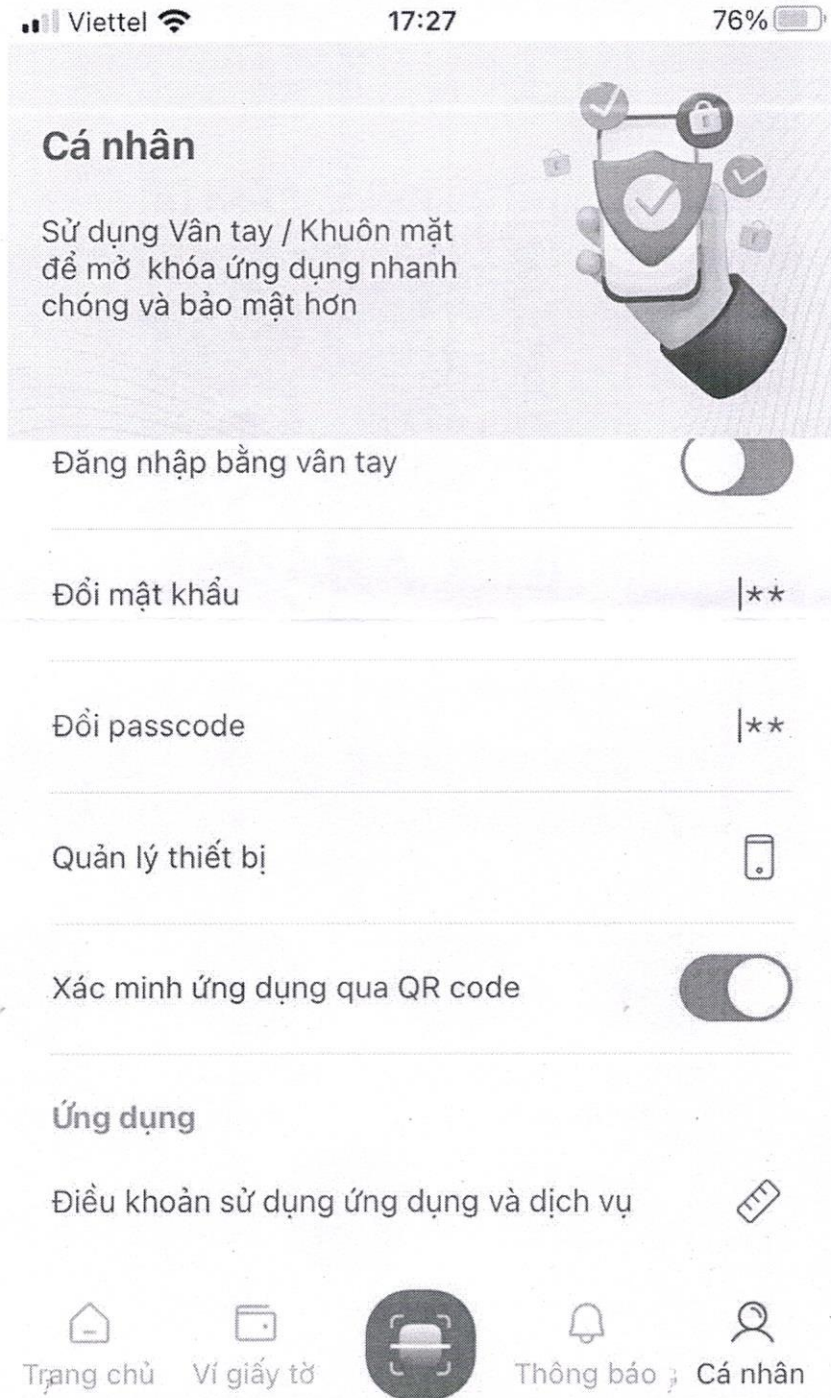 Viettel 17:27 76%
Cá nhân
Sử dụng Vân tay / Khuôn mặt
để mở khóa ứng dụng nhanh
chóng và bảo mật hơn
Đăng nhập bằng vân tay
Đổi mật khẩu |**
Đổi passcode |**
Quản lý thiết bị
Xác minh ứng dụng qua QR code
Ứng dụng
Điều khoản sử dụng ứng dụng và dịch vụ
Trang chủ Ví giấy tờ Thông báo Cá nhân